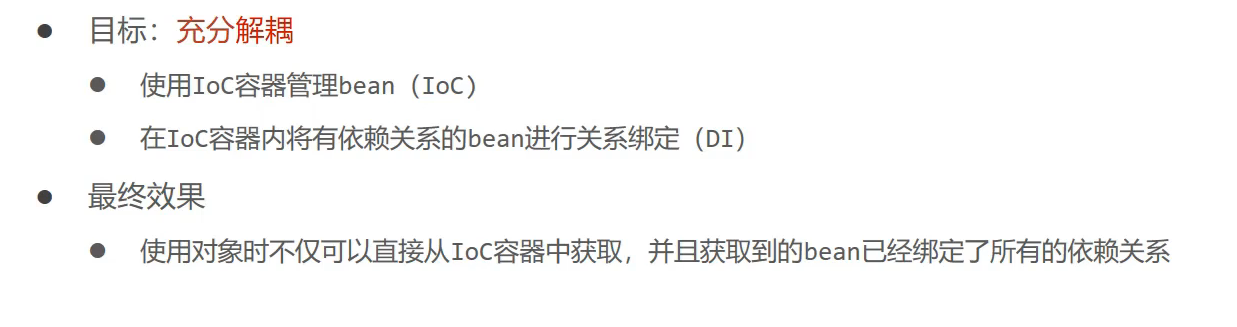 ● 目标：充分解耦
● 使用IoC容器管理bean（IoC）
● 在IoC容器内将有依赖关系的bean进行关系绑定（DI）
● 最终效果
● 使用对象时不仅可以直接从IoC容器中获取，并且获取到的bean已经绑定了所有的依赖关系